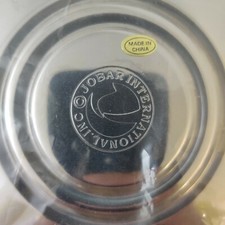 MADE IN
CHINA
© JOBAR INTERNATIONAL, INC